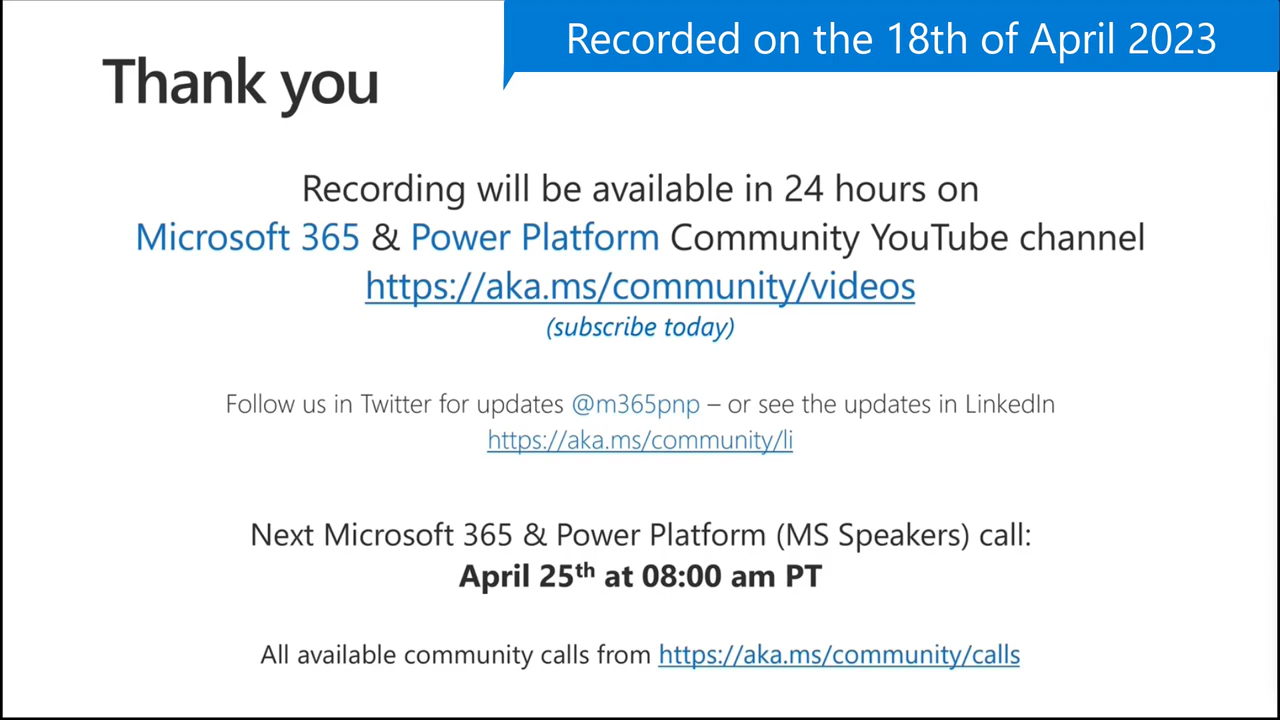 Recorded on the 18th of April 2023
Thank you
Recording will be available in 24 hours on
Microsoft 365 & Power Platform Community YouTube channel
https://aka.ms/community/videos
(subscribe today)
Follow us in Twitter for updates @m365pnp – or see the updates in LinkedIn
https://aka.ms/community/li
Next Microsoft 365 & Power Platform (MS Speakers) call:
April 25th at 08:00 am PT
All available community calls from https://aka.ms/community/calls